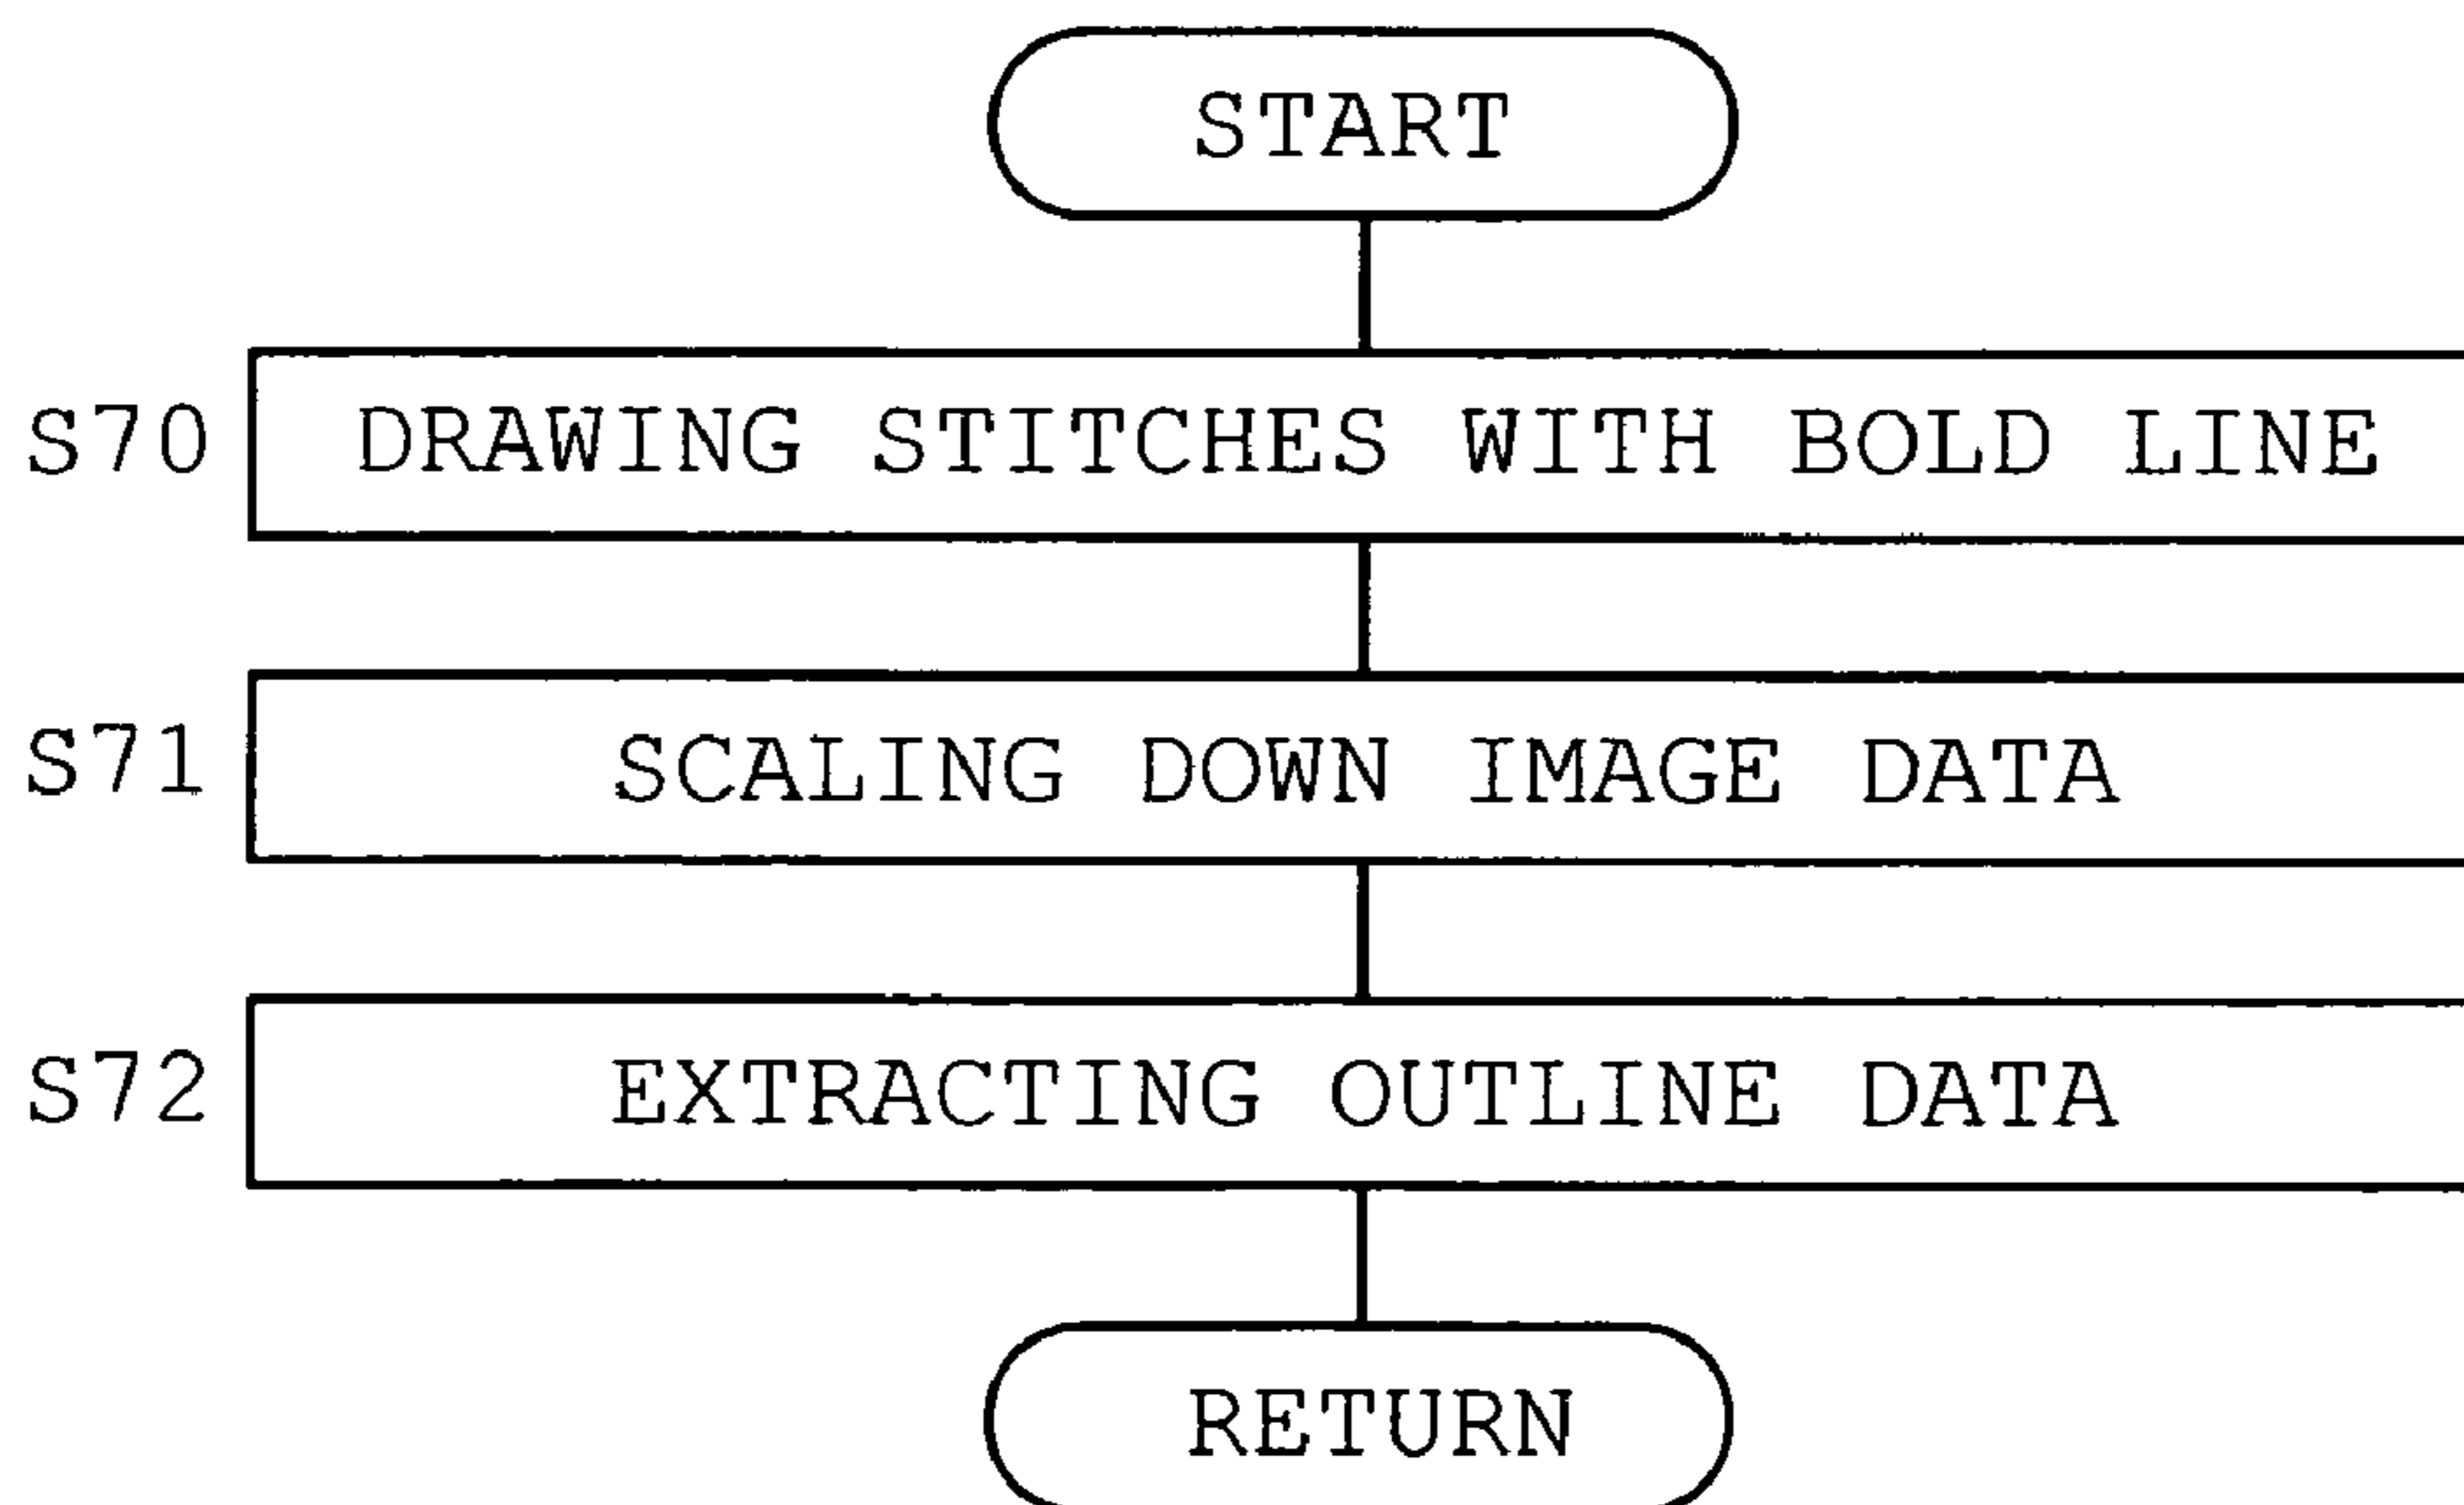 START
S70 DRAWING STITCHES WITH BOLD LINE
S71 SCALING DOWN IMAGE DATA
S72 EXTRACTING OUTLINE DATA
RETURN